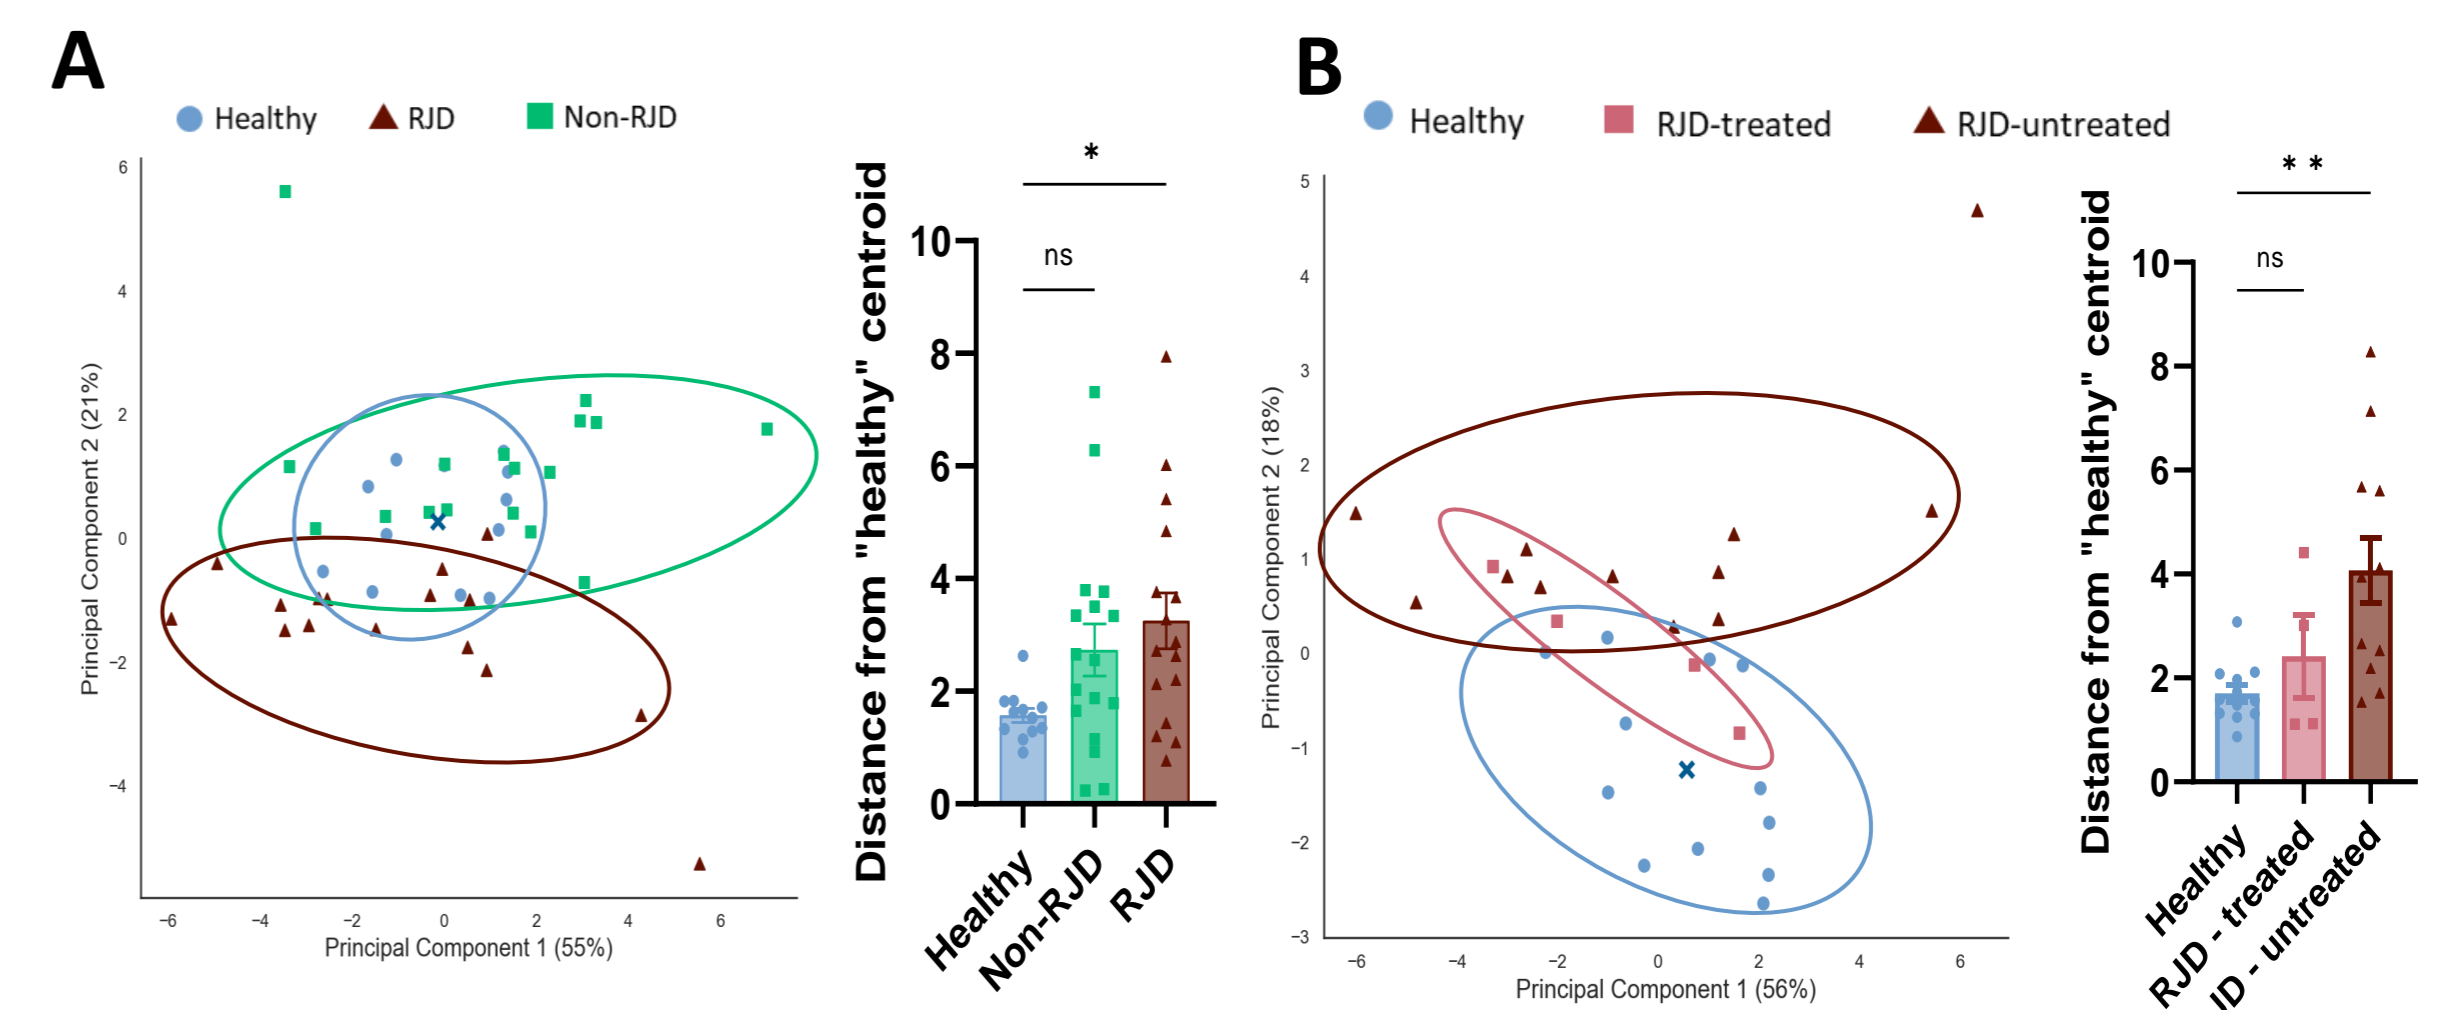 A
Healthy RJD Non-RJD
6
4
2
0
−2
−4
Principal Component 2 (21%)
−6 −4 −2 0 2 4 6
Principal Component 1 (55%)
*
ns
Distance from "healthy" centroid
10
8
6
4
2
0
Healthy
Non-RJD
RJD
B
Healthy RJD-treated RJD-untreated
5
4
3
2
1
0
−1
−2
−3
Principal Component 2 (18%)
−6 −4 −2 0 2 4 6
Principal Component 1 (56%)
* *
ns
Distance from "healthy" centroid
10
8
6
4
2
0
Healthy
RJD - treated
JD - untreated